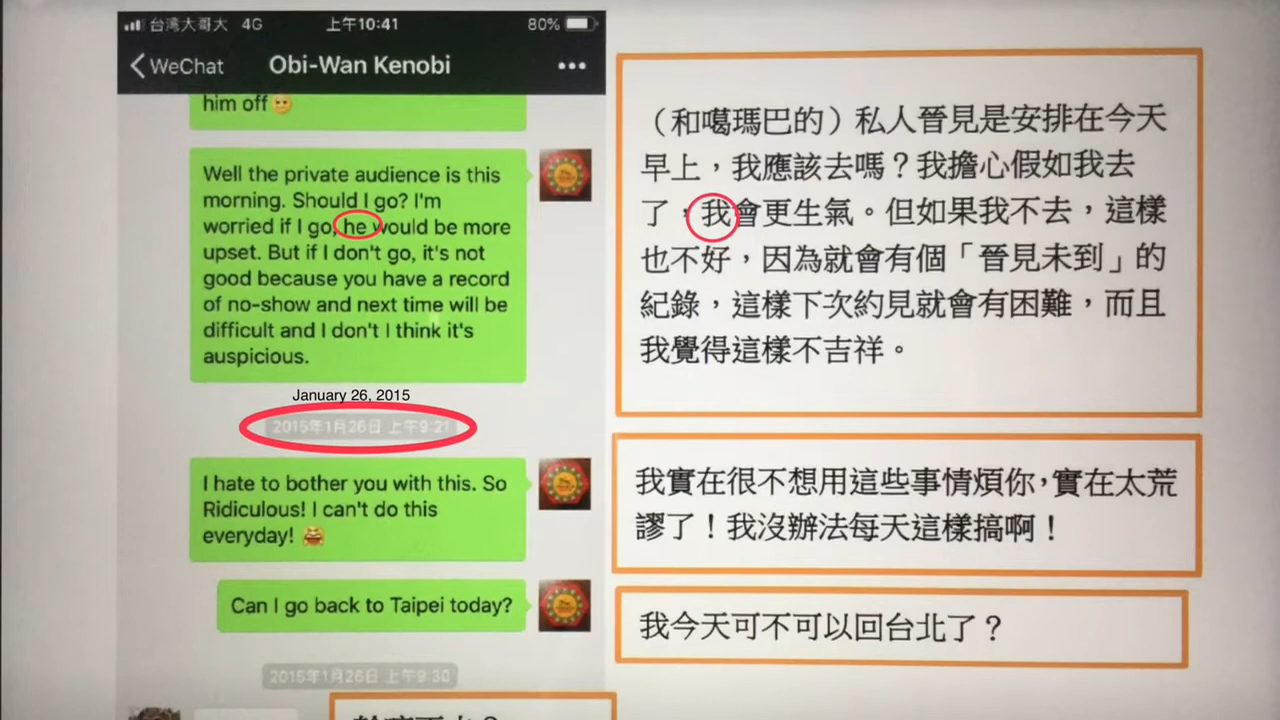 台湾大哥大 4G 上午10:41 80%
WeChat Obi-Wan Kenobi
him off
Well the private audience is this
morning. Should I go? I'm
worried if I go, he would be more
upset. But if I don't go, it's not
good because you have a record
of no-show and next time will be
difficult and I don't I think it's
auspicious.
January 26, 2015
2015年1月26日 上午9:21
I hate to bother you with this. So
Ridiculous! I can't do this
everyday!
Can I go back to Taipei today?
2015年1月26日 上午9:30
（和噶瑪巴的）私人晉見是安排在今天
早上，我應該去嗎？我擔心假如我去
了，我會更生氣。但如果我不去，這樣
也不好，因為就會有個「晉見未到」的
紀錄，這樣下次約見就會有困難，而且
我覺得這樣不吉祥。
我實在很不想用這些事情煩你，實在太荒
謬了！我沒辦法每天這樣搞啊！
我今天可不可以回台北了？